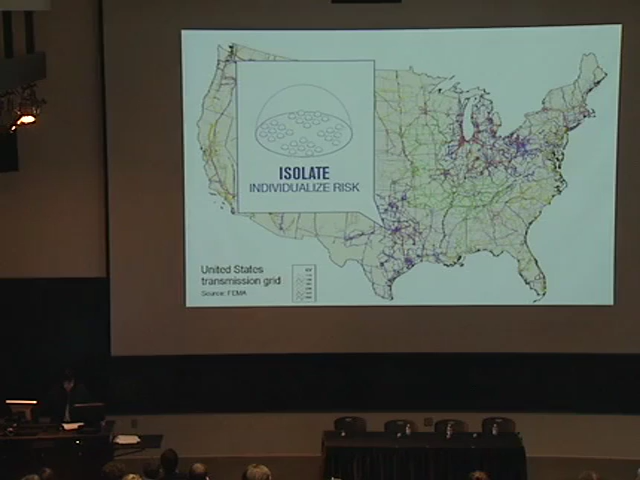 ISOLATE
INDIVIDUALIZE RISK
United States
transmission grid
Source: FEMA